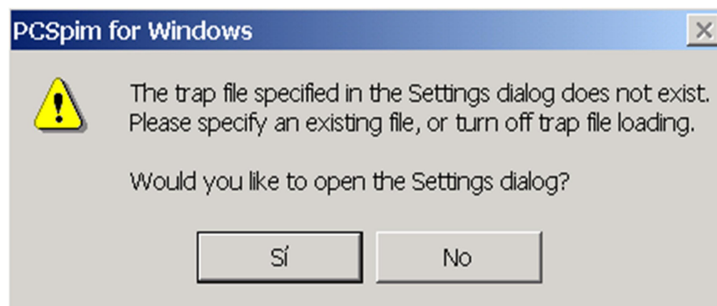 PCSpim for Windows
The trap file specified in the Settings dialog does not exist.
Please specify an existing file, or turn off trap file loading.
Would you like to open the Settings dialog?
Sí
No